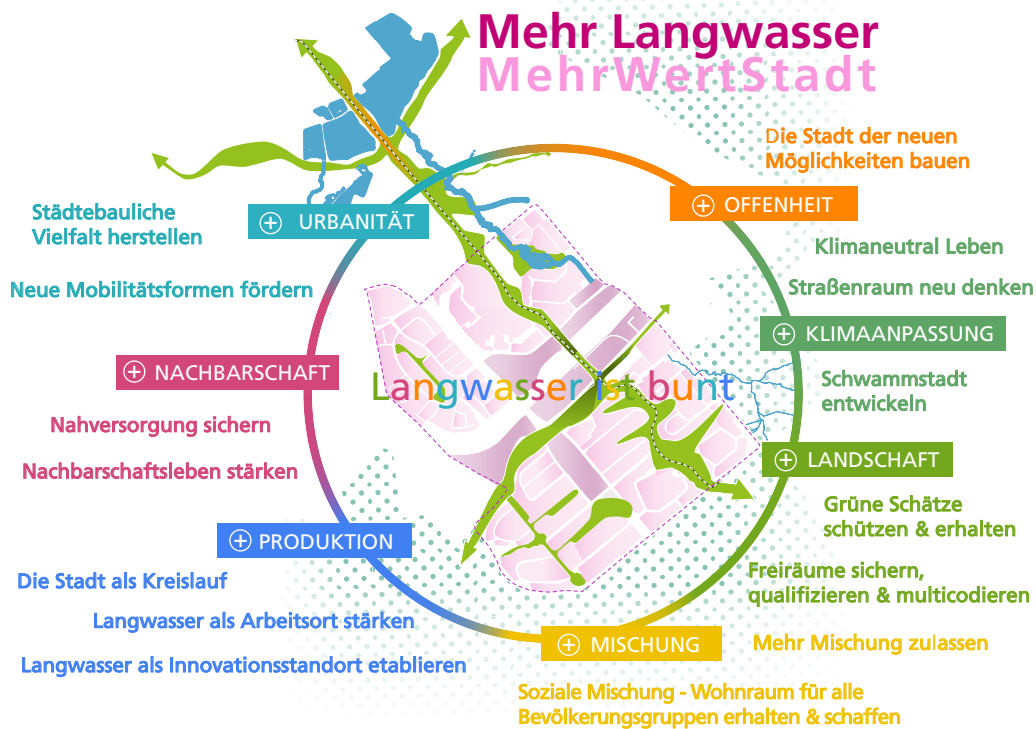 Mehr Langwasser
MehrWertStadt
Die Stadt der neuen
Möglichkeiten bauen
OFFENHEIT
Klimaneutral Leben
Straßenraum neu denken
KLIMAANPASSUNG
Schwammstadt
entwickeln
LANDSCHAFT
Grüne Schätze
schützen & erhalten
Freiräume sichern,
qualifizieren & multicodieren
MISCHUNG
Mehr Mischung zulassen
Soziale Mischung - Wohnraum für alle
Bevölkerungsgruppen erhalten & schaffen
PRODUKTION
Die Stadt als Kreislauf
Langwasser als Arbeitsort stärken
Langwasser als Innovationsstandort etablieren
NACHBARSCHAFT
Nahversorgung sichern
Nachbarschaftsleben stärken
Städtebauliche
Vielfalt herstellen
URBANITÄT
Neue Mobilitätsformen fördern
Langwasser ist bunt